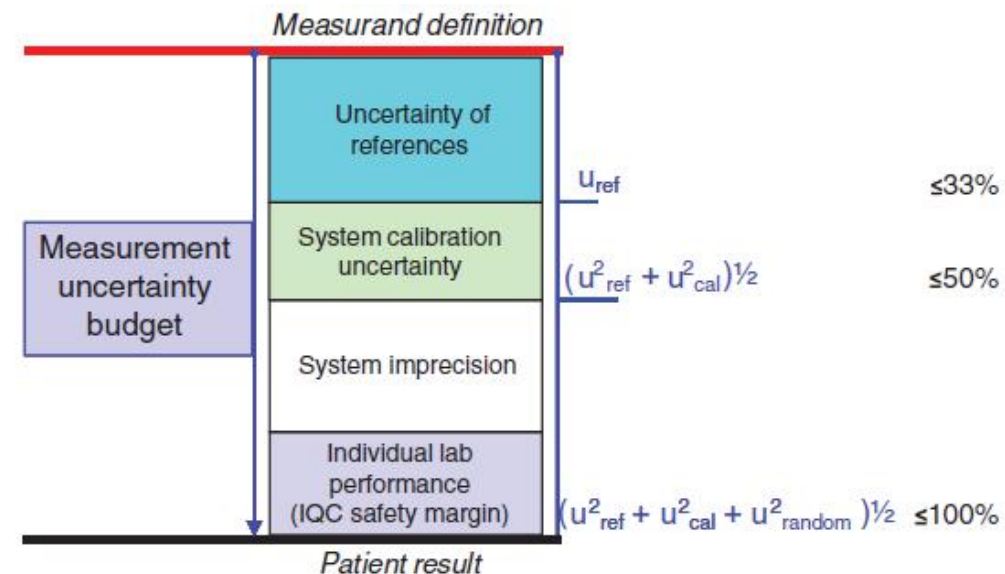 Measurand definition
Uncertainty of
references
u_ref ≤33%
System calibration
uncertainty
(u²_ref + u²_cal)½ ≤50%
Measurement
uncertainty
budget
System imprecision
Individual lab
performance
(IQC safety margin)
(u²_ref + u²_cal + u²_random )½ ≤100%
Patient result